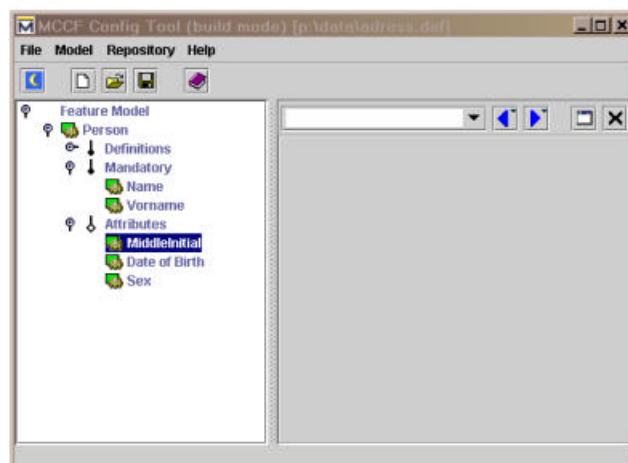 MCCF Config Tool (build mode) [p:\data\adress.def]
File Model Repository Help
Feature Model
Person
Definitions
Mandatory
Name
Vorname
Attributes
MiddleInitial
Date of Birth
Sex